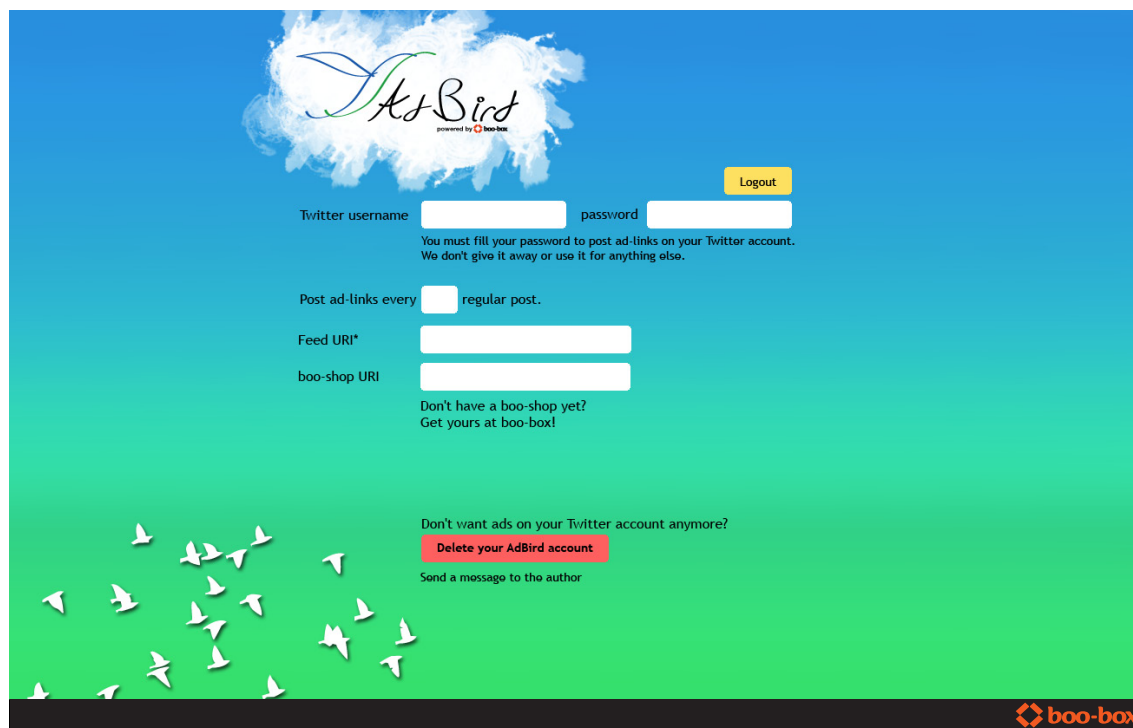 AdBird
powered by boo-box
Logout
Twitter username
password
You must fill your password to post ad-links on your Twitter account.
We don't give it away or use it for anything else.
Post ad-links every regular post.
Feed URI*
boo-shop URI
Don't have a boo-shop yet?
Get yours at boo-box!
Don't want ads on your Twitter account anymore?
Delete your AdBird account
Send a message to the author
boo-box